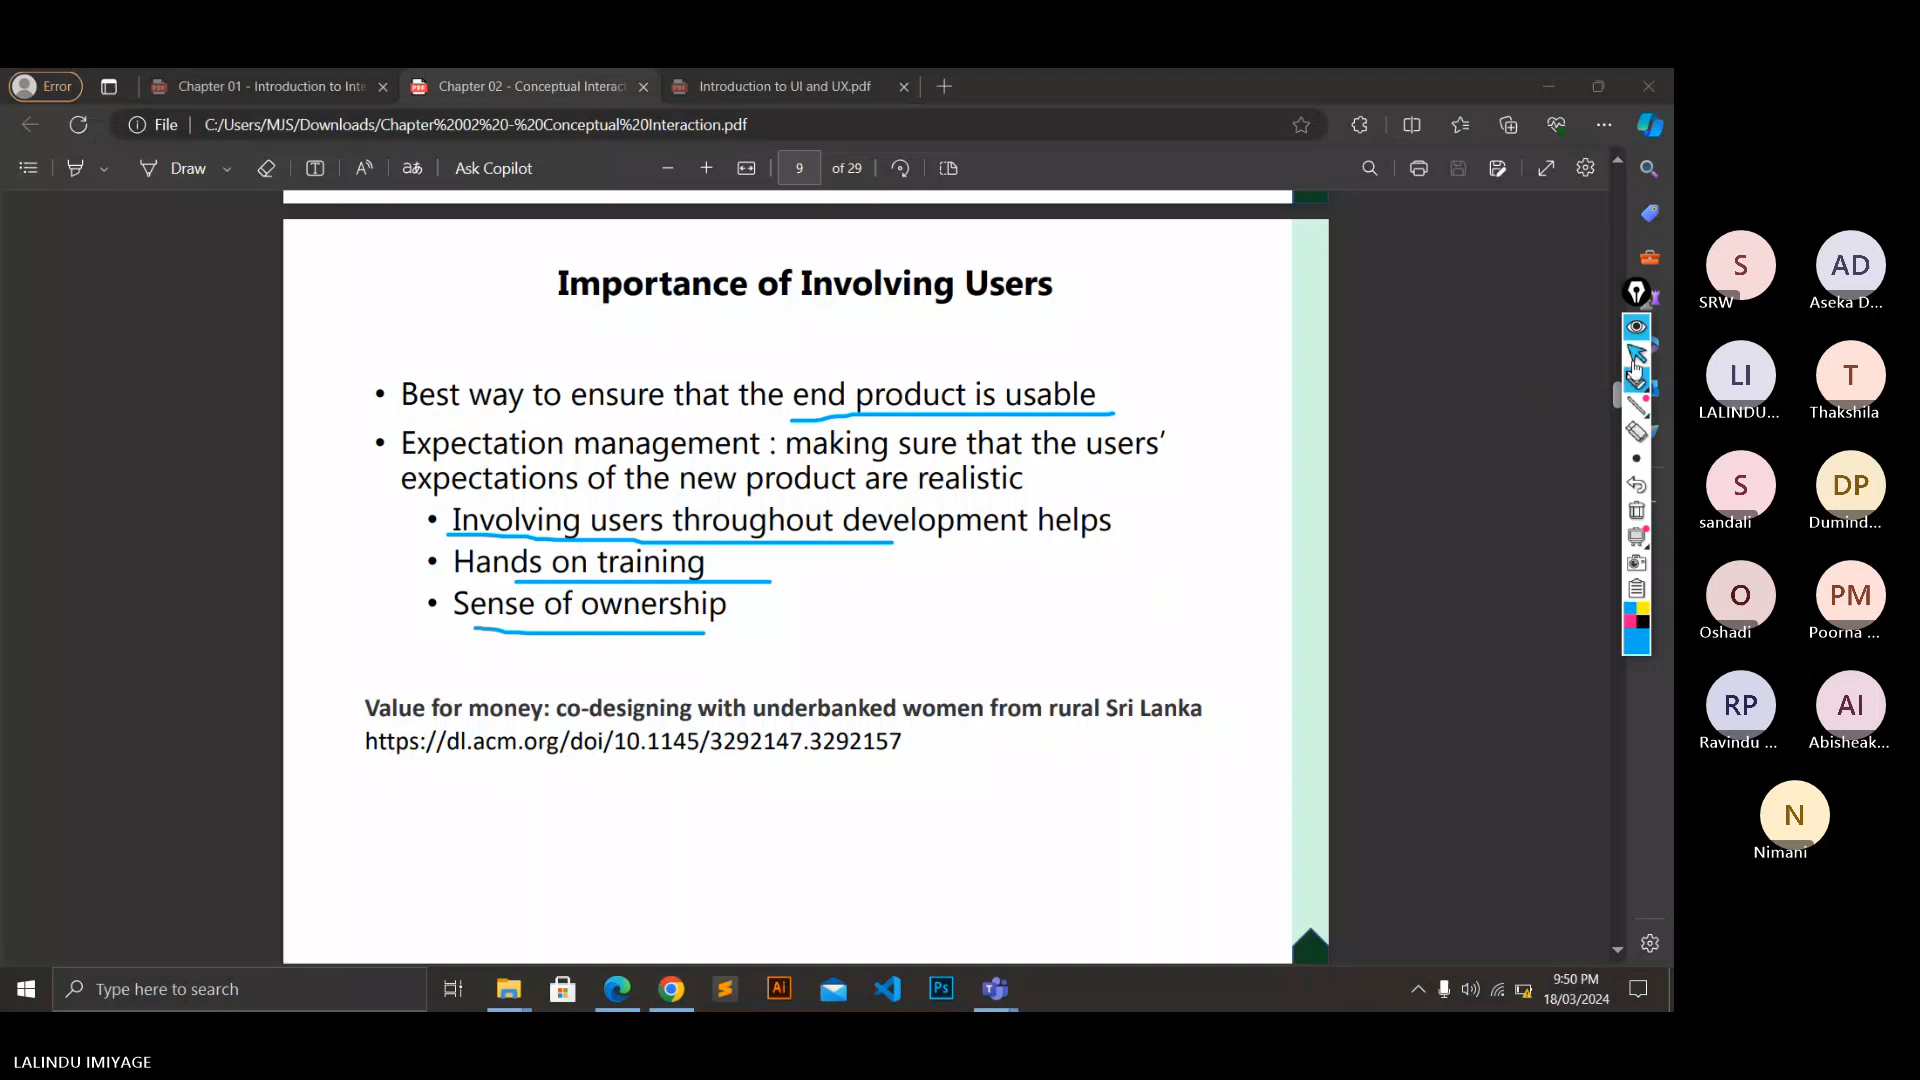 Error
Chapter 01 - Introduction to Inte
Chapter 02 - Conceptual Interac
Introduction to UI and UX.pdf
File
C:/Users/MJS/Downloads/Chapter%2002%20-%20Conceptual%20Interaction.pdf
Draw
Ask Copilot
9 of 29
Importance of Involving Users
• Best way to ensure that the end product is usable
• Expectation management : making sure that the users’
expectations of the new product are realistic
• Involving users throughout development helps
• Hands on training
• Sense of ownership
Value for money: co-designing with underbanked women from rural Sri Lanka
https://dl.acm.org/doi/10.1145/3292147.3292157
S
SRW
AD
Aseka D...
LI
LALINDU...
T
Thakshila
S
sandali
DP
Dumind...
O
Oshadi
PM
Poorna ...
RP
Ravindu ...
AI
Abisheak...
N
Nimani
Type here to search
Ai
Ps
9:50 PM
18/03/2024
LALINDU IMIYAGE